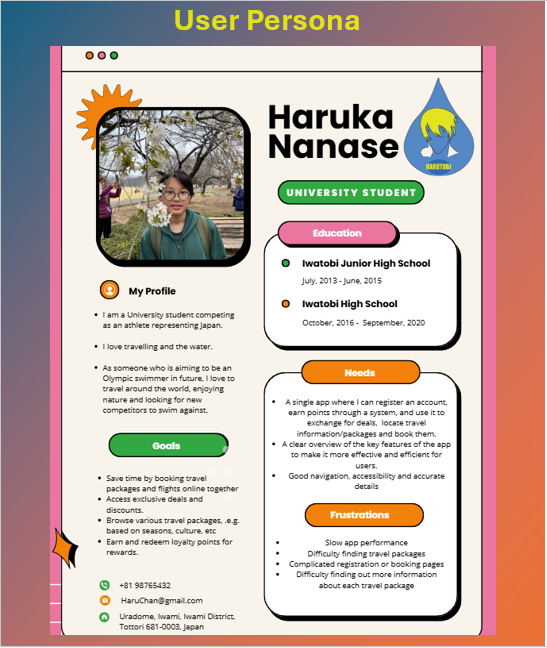 User Persona
Haruka
Nanase
HARUTOBI
UNIVERSITY STUDENT
Education
Iwatobi Junior High School
July, 2013 - June, 2015
Iwatobi High School
October, 2016 - September, 2020
My Profile
I am a University student competing
as an athlete representing Japan.
I love travelling and the water.
As someone who is aiming to be an
Olympic swimmer in future, I love to
travel around the world, enjoying
nature and looking for new
competitors to swim against.
Goals
Save time by booking travel
packages and flights online together
Access exclusive deals and
discounts.
Browse various travel packages, .e.g.
based on seasons, culture, etc
Earn and redeem loyalty points for
rewards.
+81 98765432
HaruChan@gmail.com
Uradome, Iwami, Iwami District,
Tottori 681-0003, Japan
Needs
A single app where I can register an account,
earn points through a system, and use it to
exchange for deals, locate travel
information/packages and book them.
A clear overview of the key features of the app
to make it more effective and efficient for
users.
Good navigation, accessibility and accurate
details
Frustrations
Slow app performance
Difficulty finding travel packages
Complicated registration or booking pages
Difficulty finding out more information
about each travel package